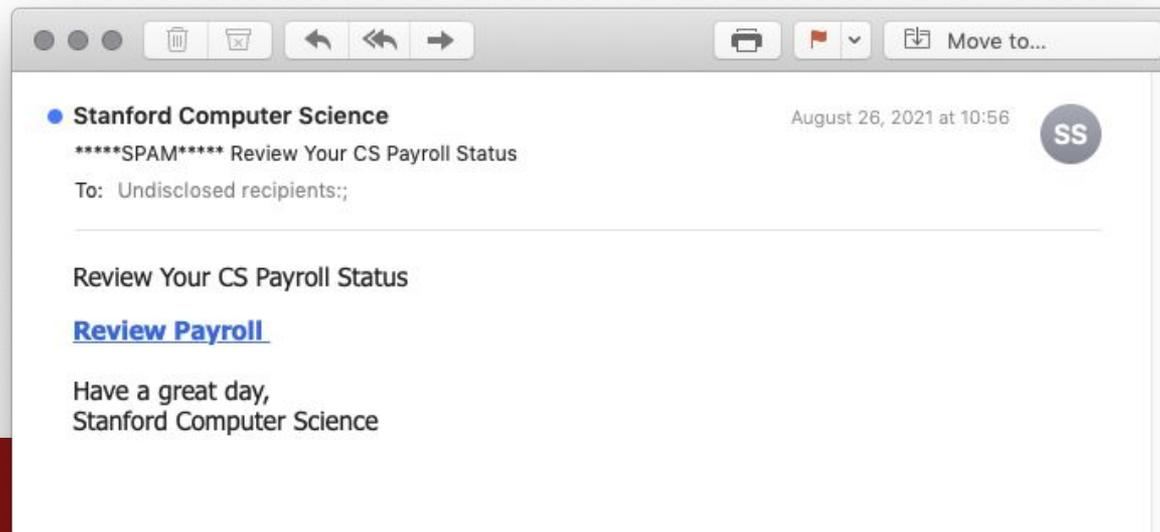 Move to...
Stanford Computer Science
August 26, 2021 at 10:56
SS
*****SPAM***** Review Your CS Payroll Status
To: Undisclosed recipients:;
Review Your CS Payroll Status
Review Payroll
Have a great day,
Stanford Computer Science